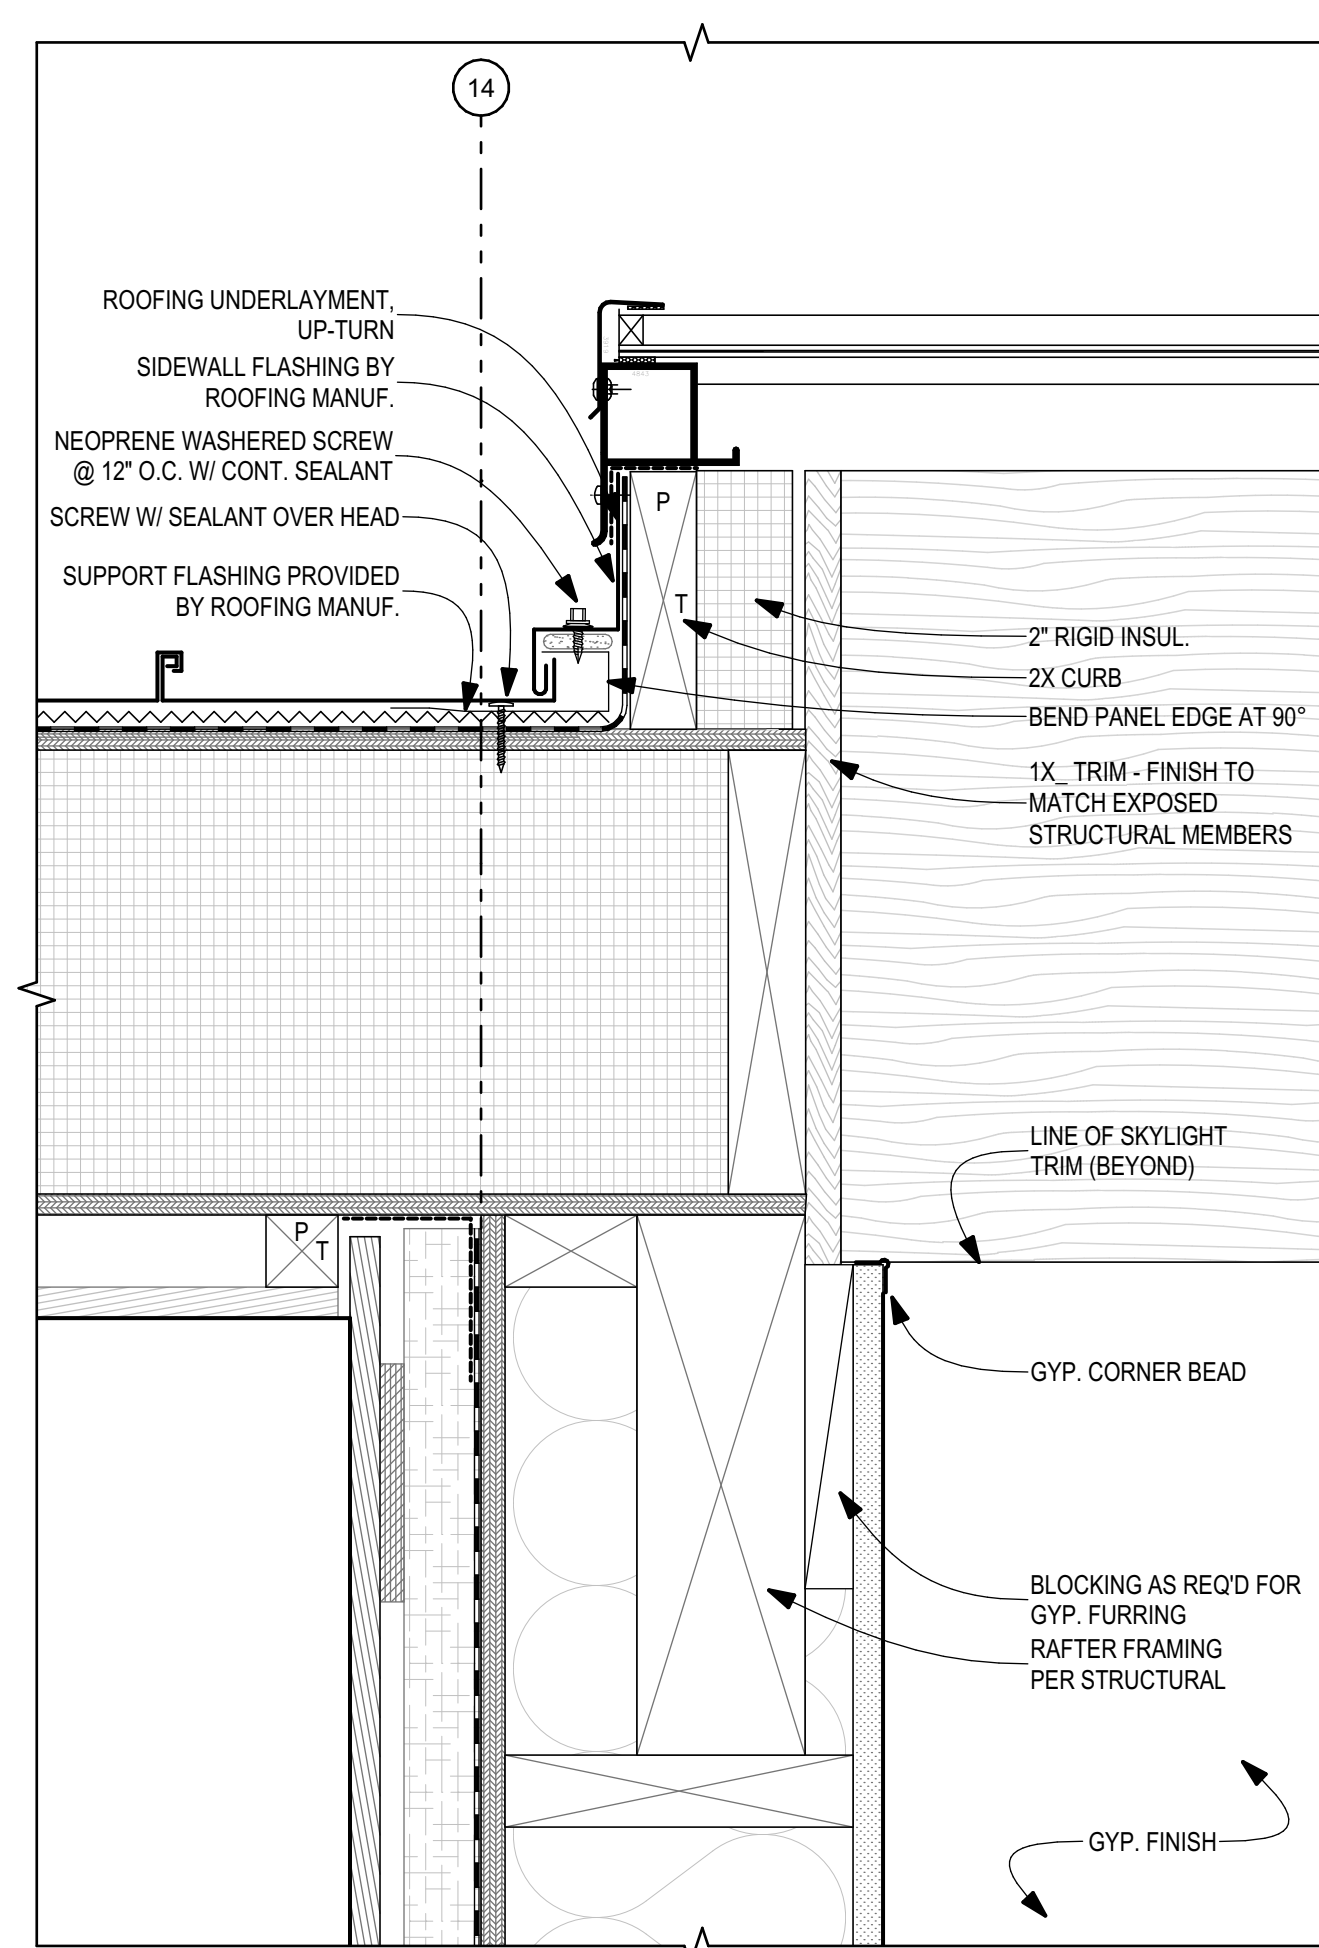 14
ROOFING UNDERLAYMENT,
UP-TURN
SIDEWALL FLASHING BY
ROOFING MANUF.
NEOPRENE WASHERED SCREW
@ 12" O.C. W/ CONT. SEALANT
SCREW W/ SEALANT OVER HEAD
SUPPORT FLASHING PROVIDED
BY ROOFING MANUF.
4843
P
T
2" RIGID INSUL.
2X CURB
BEND PANEL EDGE AT 90°
1X_ TRIM - FINISH TO
MATCH EXPOSED
STRUCTURAL MEMBERS
LINE OF SKYLIGHT
TRIM (BEYOND)
P
T
GYP. CORNER BEAD
BLOCKING AS REQ'D FOR
GYP. FURRING
RAFTER FRAMING
PER STRUCTURAL
GYP. FINISH